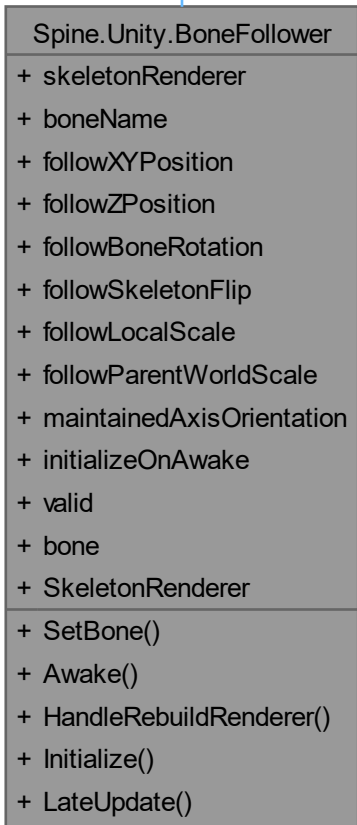 Spine.Unity.BoneFollower
+ skeletonRenderer
+ boneName
+ followXYPosition
+ followZPosition
+ followBoneRotation
+ followSkeletonFlip
+ followLocalScale
+ followParentWorldScale
+ maintainedAxisOrientation
+ initializeOnAwake
+ valid
+ bone
+ SkeletonRenderer
+ SetBone()
+ Awake()
+ HandleRebuildRenderer()
+ Initialize()
+ LateUpdate()